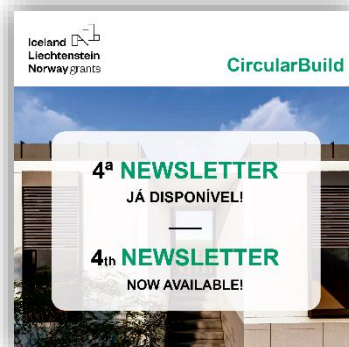 Iceland
Liechtenstein
Norway grants
CircularBuild
4ª NEWSLETTER
JÁ DISPONÍVEL!
4th NEWSLETTER
NOW AVAILABLE!